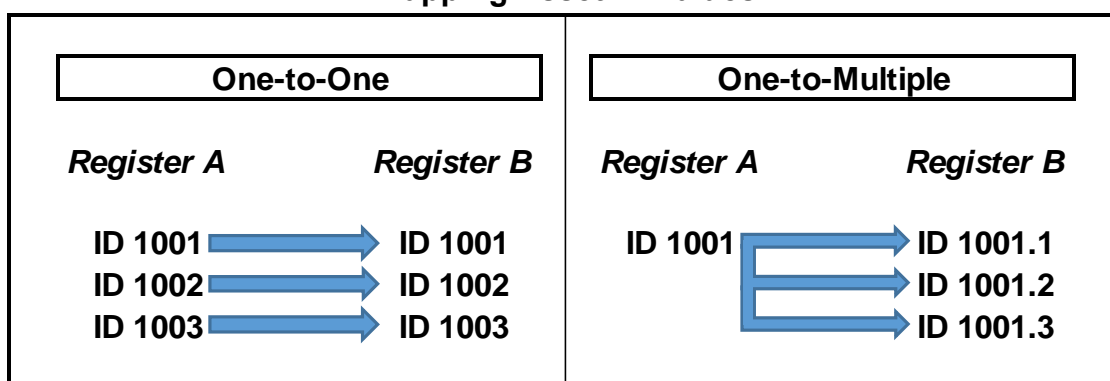 One-to-One
Register A Register B
ID 1001 ID 1001
ID 1002 ID 1002
ID 1003 ID 1003
One-to-Multiple
Register A Register B
ID 1001 ID 1001.1
ID 1001.2
ID 1001.3